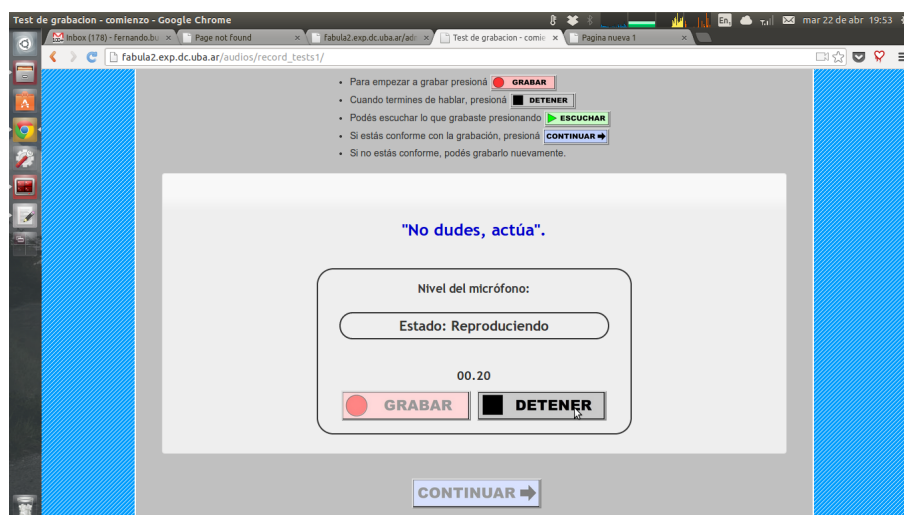 Test de grabacion - comienzo - Google Chrome
En
mar 22 de abr 19:53
Inbox (178) - fernando.bu
Page not found
fabula2.exp.dc.uba.ar/adm
Test de grabacion - comie
Pagina nueva 1
fabula2.exp.dc.uba.ar/audios/record_tests1/
Para empezar a grabar presioná GRABAR
Cuando termines de hablar, presioná DETENER
Podés escuchar lo que grabaste presionando ESCUCHAR
Si estás conforme con la grabación, presioná CONTINUAR
Si no estás conforme, podés grabarlo nuevamente.
"No dudes, actúa".
Nivel del micrófono:
Estado: Reproduciendo
00.20
GRABAR DETENER
CONTINUAR